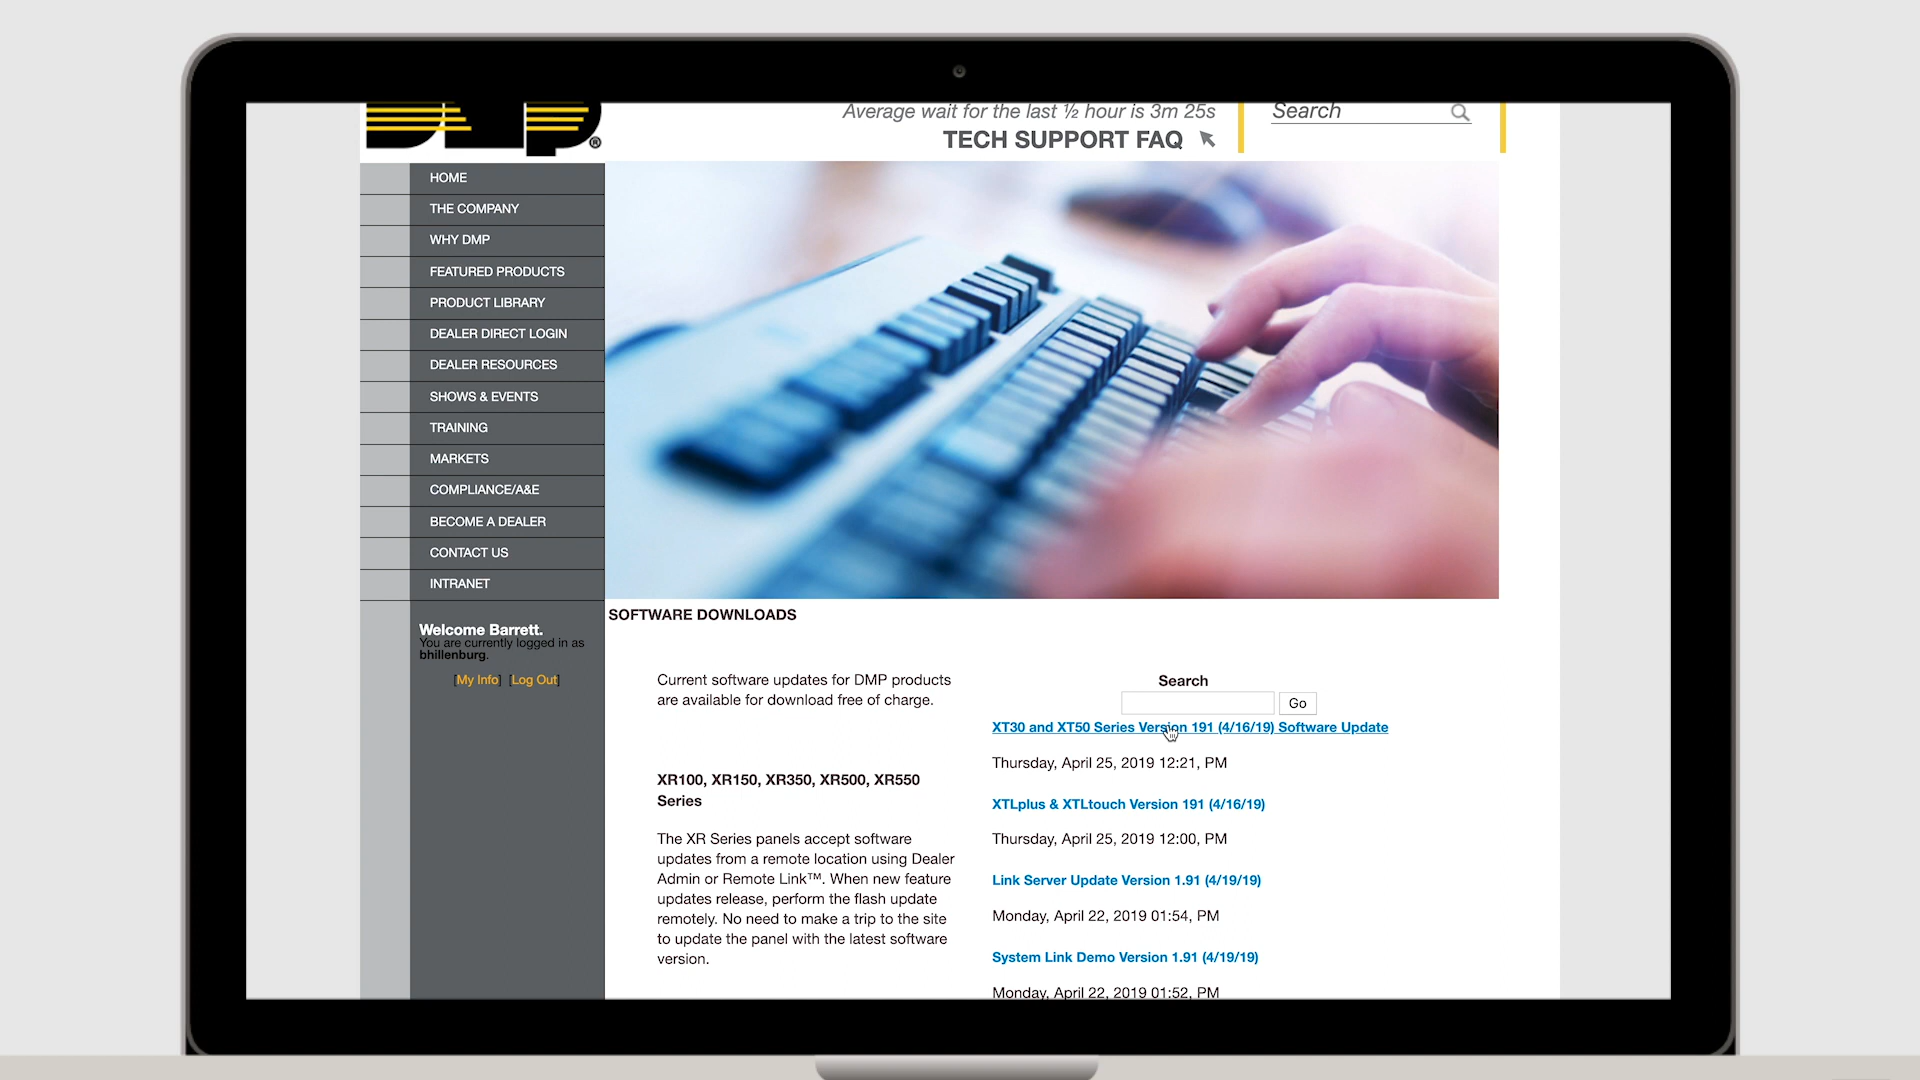 DMP®
Average wait for the last ½ hour is 3m 25s
TECH SUPPORT FAQ
Search
HOME
THE COMPANY
WHY DMP
FEATURED PRODUCTS
PRODUCT LIBRARY
DEALER DIRECT LOGIN
DEALER RESOURCES
SHOWS & EVENTS
TRAINING
MARKETS
COMPLIANCE/A&E
BECOME A DEALER
CONTACT US
INTRANET
Welcome Barrett.
You are currently logged in as
bhillenburg.
[My Info] [Log Out]
SOFTWARE DOWNLOADS
Current software updates for DMP products
are available for download free of charge.
XR100, XR150, XR350, XR500, XR550
Series
The XR Series panels accept software
updates from a remote location using Dealer
Admin or Remote Link™. When new feature
updates release, perform the flash update
remotely. No need to make a trip to the site
to update the panel with the latest software
version.
Search
Go
XT30 and XT50 Series Version 191 (4/16/19) Software Update
Thursday, April 25, 2019 12:21, PM
XTLplus & XTLtouch Version 191 (4/16/19)
Thursday, April 25, 2019 12:00, PM
Link Server Update Version 1.91 (4/19/19)
Monday, April 22, 2019 01:54, PM
System Link Demo Version 1.91 (4/19/19)
Monday, April 22, 2019 01:52, PM